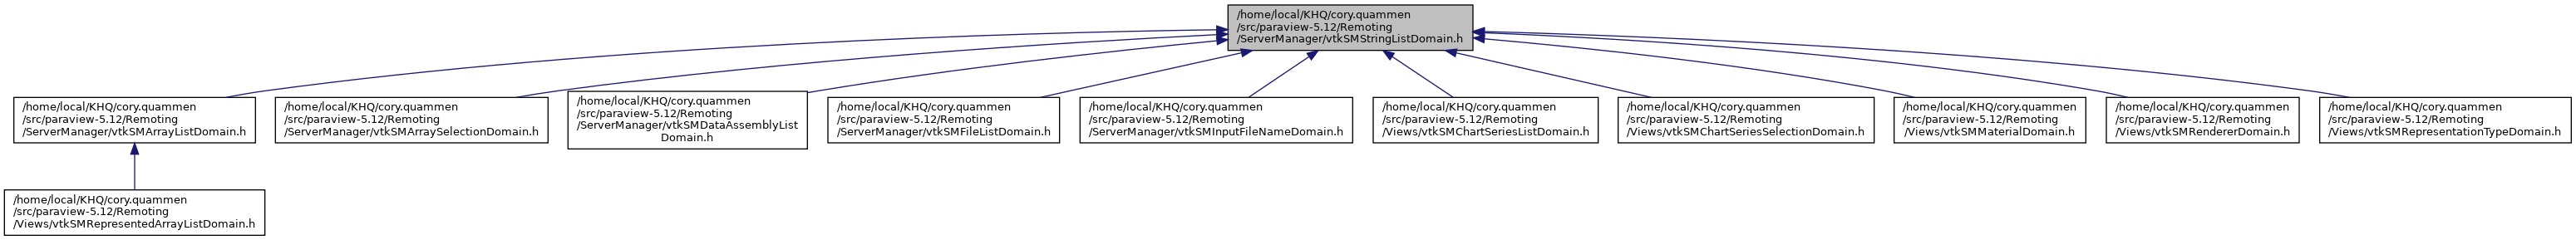 /home/local/KHQ/cory.quammen
/src/paraview-5.12/Remoting
/ServerManager/vtkSMStringListDomain.h
/home/local/KHQ/cory.quammen
/src/paraview-5.12/Remoting
/ServerManager/vtkSMArrayListDomain.h
/home/local/KHQ/cory.quammen
/src/paraview-5.12/Remoting
/ServerManager/vtkSMArraySelectionDomain.h
/home/local/KHQ/cory.quammen
/src/paraview-5.12/Remoting
/ServerManager/vtkSMDataAssemblyList
Domain.h
/home/local/KHQ/cory.quammen
/src/paraview-5.12/Remoting
/ServerManager/vtkSMFileListDomain.h
/home/local/KHQ/cory.quammen
/src/paraview-5.12/Remoting
/ServerManager/vtkSMInputFileNameDomain.h
/home/local/KHQ/cory.quammen
/src/paraview-5.12/Remoting
/Views/vtkSMChartSeriesListDomain.h
/home/local/KHQ/cory.quammen
/src/paraview-5.12/Remoting
/Views/vtkSMChartSeriesSelectionDomain.h
/home/local/KHQ/cory.quammen
/src/paraview-5.12/Remoting
/Views/vtkSMMaterialDomain.h
/home/local/KHQ/cory.quammen
/src/paraview-5.12/Remoting
/Views/vtkSMRendererDomain.h
/home/local/KHQ/cory.quammen
/src/paraview-5.12/Remoting
/Views/vtkSMRepresentationTypeDomain.h
/home/local/KHQ/cory.quammen
/src/paraview-5.12/Remoting
/Views/vtkSMRepresentedArrayListDomain.h